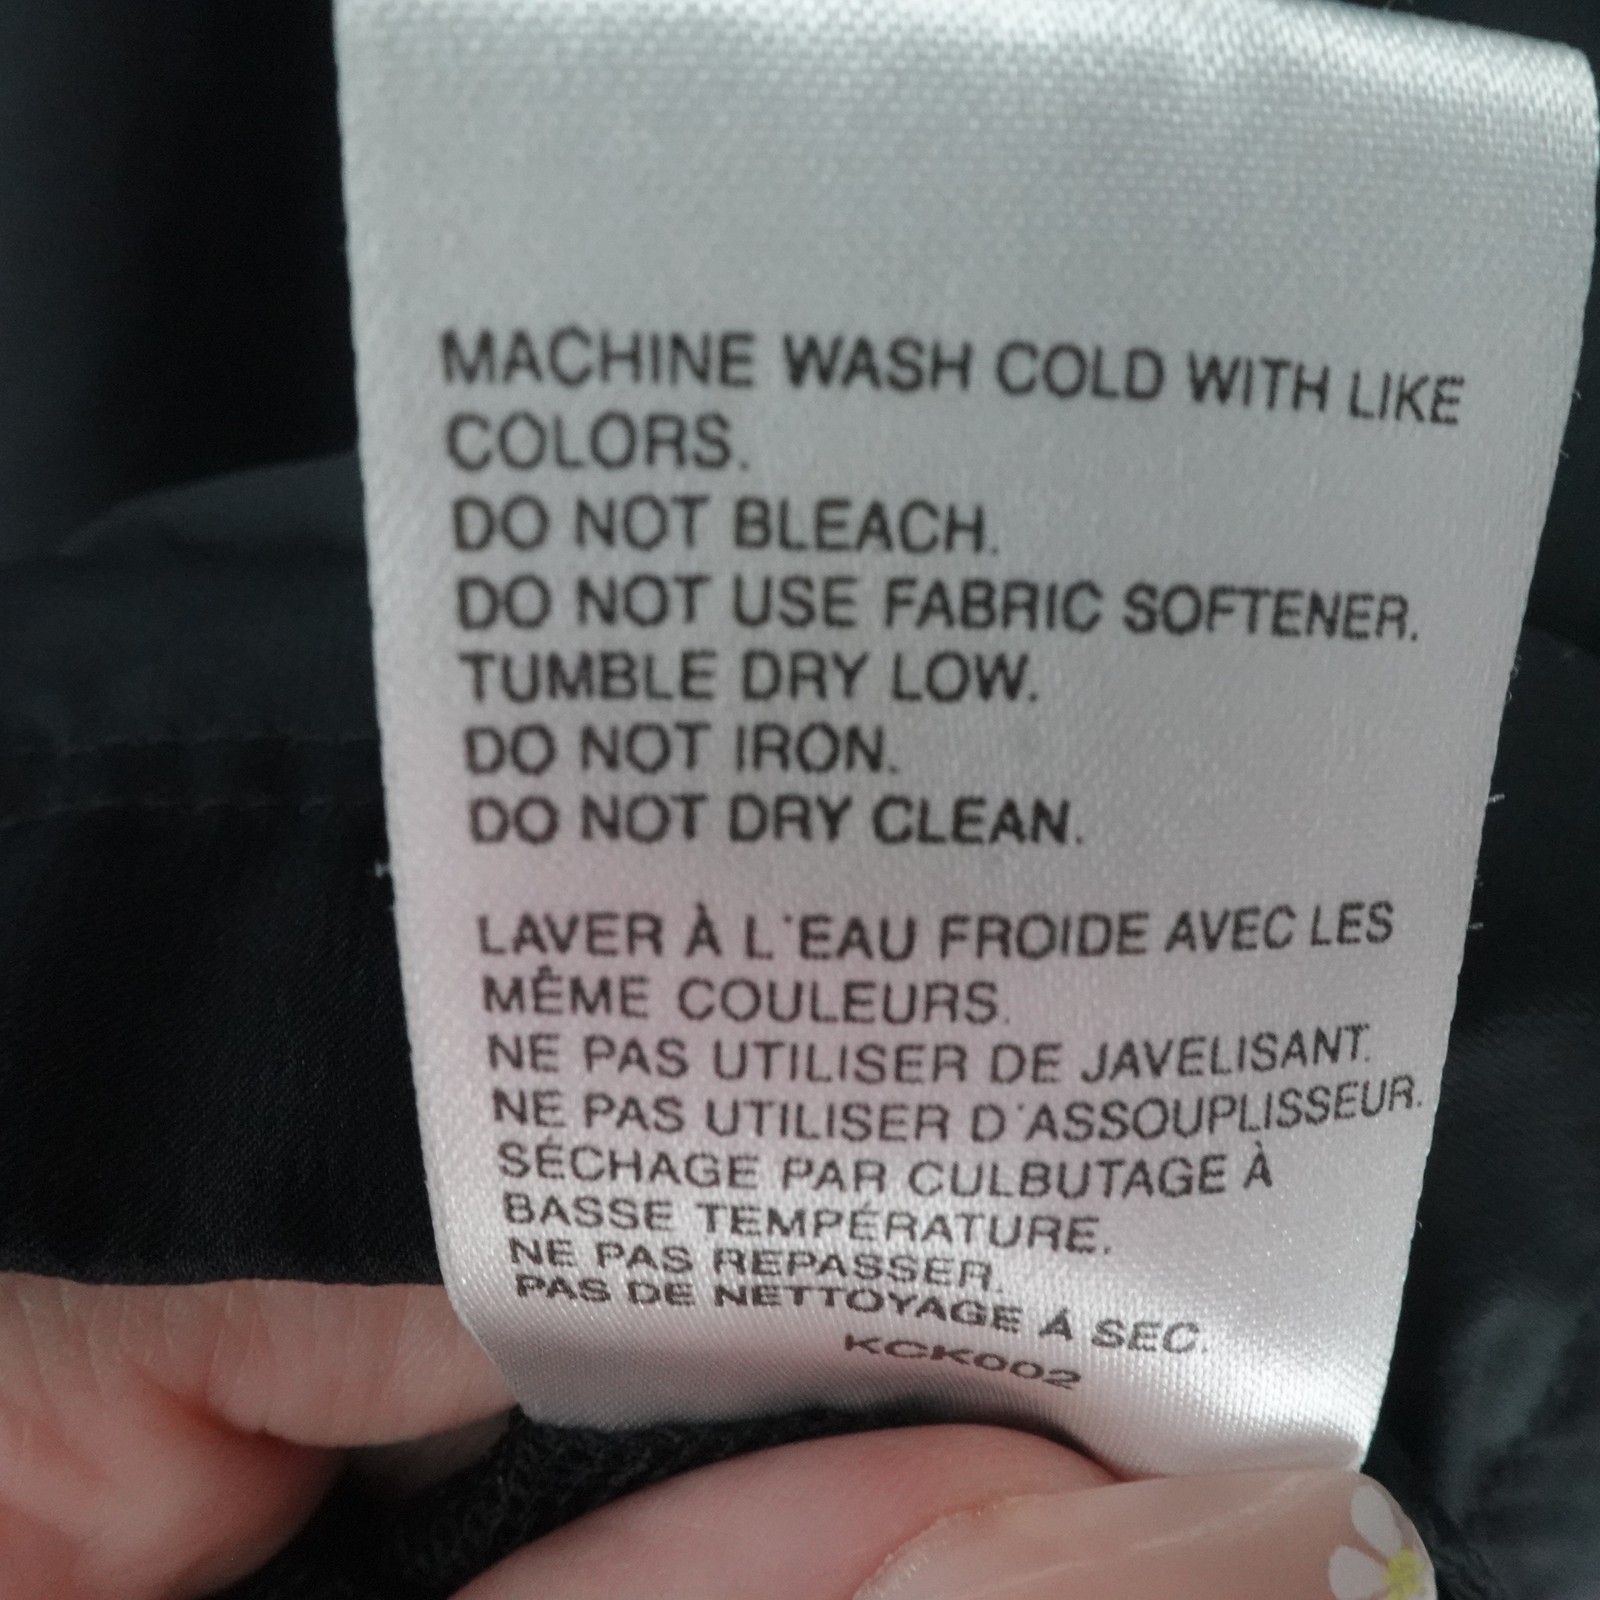 MACHINE WASH COLD WITH LIKE
COLORS.
DO NOT BLEACH.
DO NOT USE FABRIC SOFTENER.
TUMBLE DRY LOW.
DO NOT IRON.
DO NOT DRY CLEAN.
LAVER À L'EAU FROIDE AVEC LES
MÊME COULEURS.
NE PAS UTILISER DE JAVELISANT.
NE PAS UTILISER D'ASSOUPLISSEUR.
SÉCHAGE PAR CULBUTAGE À
BASSE TEMPÉRATURE.
NE PAS REPASSER.
PAS DE NETTOYAGE À SEC.
KCK002